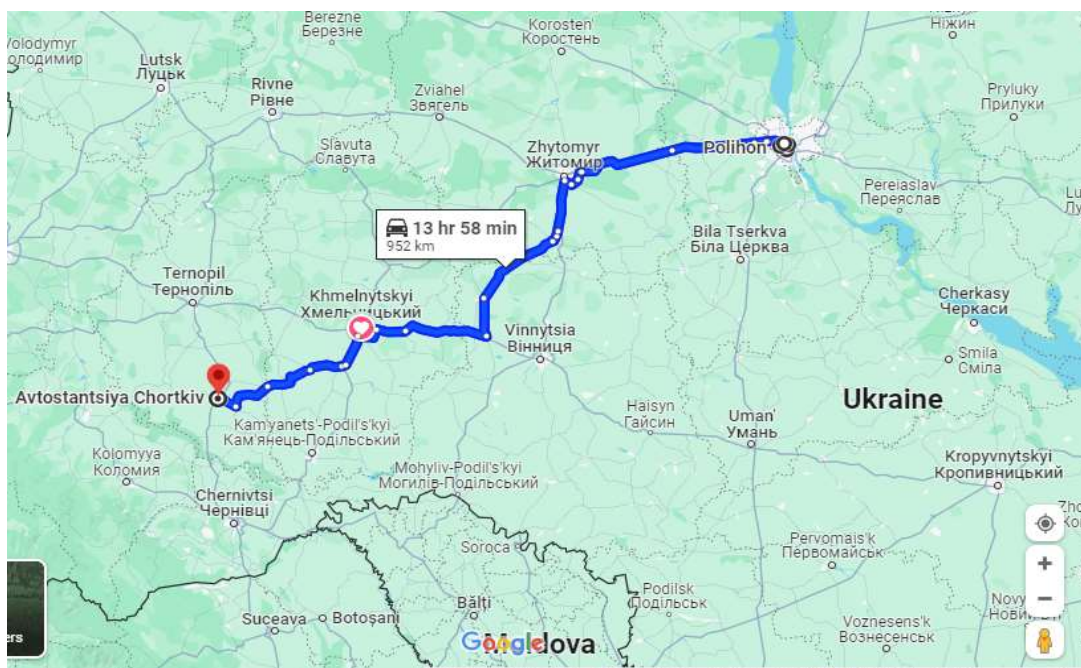 Berezne
Березне
Korosten'
Коростень
Ніжин
Volodymyr
Lutsk
Луцьк
Rivne
Рівне
Zviahel
Звягель
Pryluky
Прилуки
Slavuta
Славута
Zhytomyr
Житомир
Polihon
Pereiaslav
Переяслав
13 hr 58 min
952 km
Bila Tserkva
Біла Церква
Ternopil
Тернопіль
Khmelnytskyi
Хмельницький
Cherkasy
Черкаси
Vinnytsia
Вінниця
Smila
Сміла
Avtostantsiya Chortkiv
Ukraine
Haisyn
Гайсин
Uman'
Умань
Kam'yanets'-Podil's'kyi
Кам'янець-Подільський
Kolomyya
Коломия
Mohyliv-Podil's'kyi
Могилів-Подільський
Kropyvnytskyi
Кропивницький
Chernivtsi
Чернівці
Soroca
Pervomais'k
Первомайськ
Podilsk
Подільськ
Suceava
Botoșani
Bălți
Google
Moldova
Voznesens'k
Вознесенськ